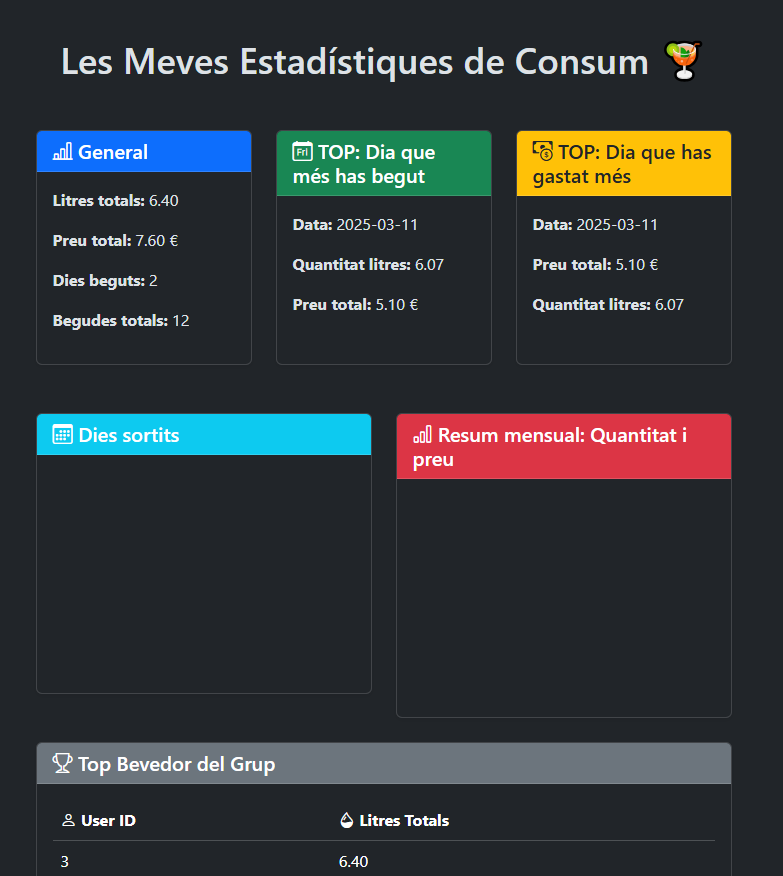 Les Meves Estadístiques de Consum
General
Litres totals: 6.40
Preu total: 7.60 €
Dies beguts: 2
Begudes totals: 12
Fri TOP: Dia que
més has begut
Data: 2025-03-11
Quantitat litres: 6.07
Preu total: 5.10 €
TOP: Dia que has
gastat més
Data: 2025-03-11
Preu total: 5.10 €
Quantitat litres: 6.07
Dies sortits
Resum mensual: Quantitat i
preu
Top Bevedor del Grup
User ID Litres Totals
3 6.40